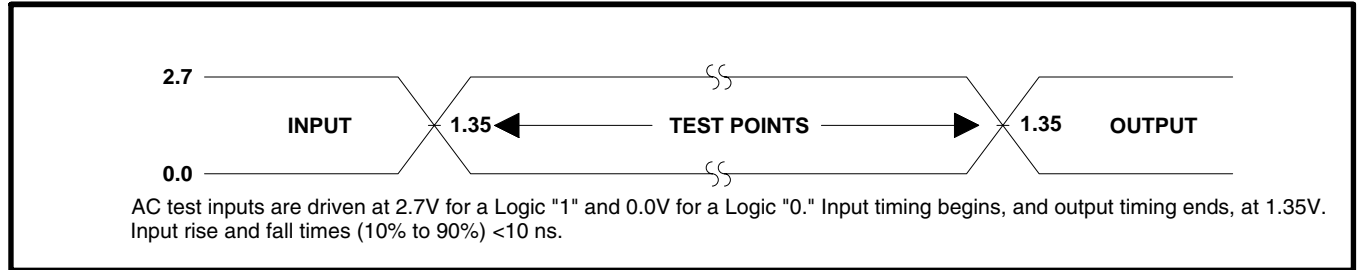 2.7
INPUT 1.35 TEST POINTS 1.35 OUTPUT
0.0
AC test inputs are driven at 2.7V for a Logic "1" and 0.0V for a Logic "0." Input timing begins, and output timing ends, at 1.35V.
Input rise and fall times (10% to 90%) <10 ns.